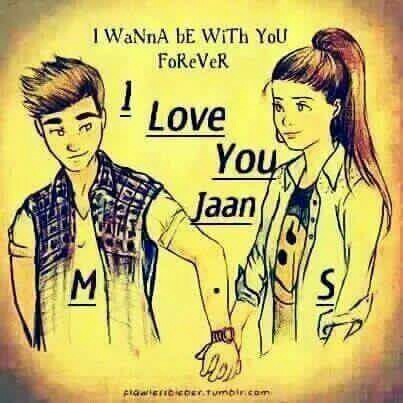 I WaNnA bE WiTh YoU
FoReVeR
I
Love
You
Jaan
M . S
flawlessbieber.tumblr.com